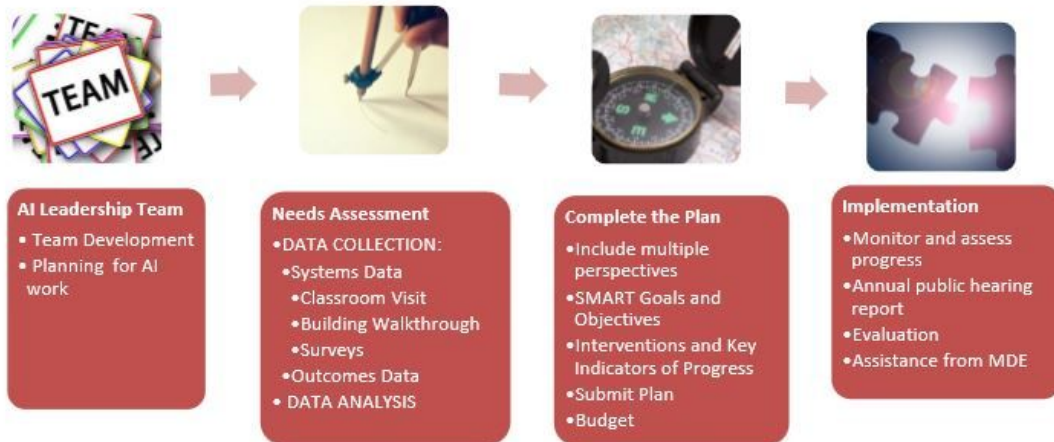 TEAM
AI Leadership Team
• Team Development
• Planning for AI
work
Needs Assessment
•DATA COLLECTION:
•Systems Data
•Classroom Visit
•Building Walkthrough
•Surveys
•Outcomes Data
• DATA ANALYSIS
Complete the Plan
•Include multiple
perspectives
•SMART Goals and
Objectives
•Interventions and Key
Indicators of Progress
•Submit Plan
•Budget
Implementation
•Monitor and assess
progress
•Annual public hearing
report
•Evaluation
•Assistance from MDE